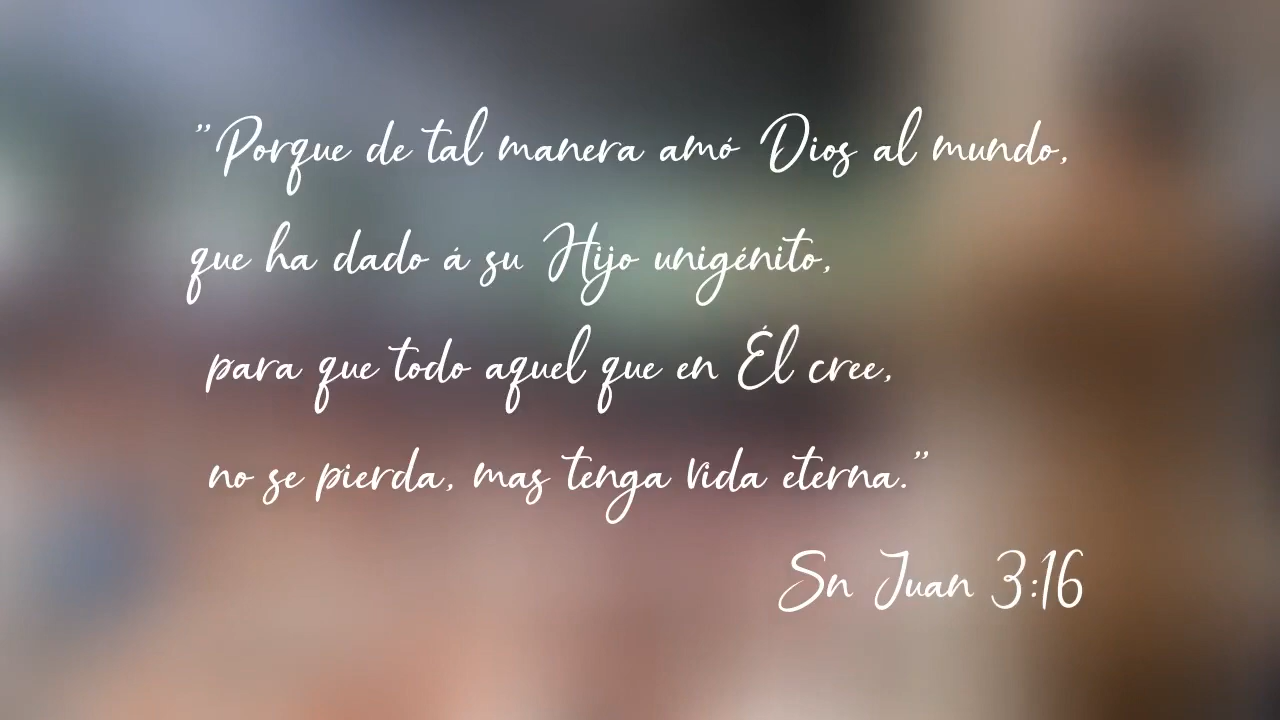 "Porque de tal manera amó Dios al mundo,
que ha dado á su Hijo unigénito,
para que todo aquel que en Él cree,
no se pierda, mas tenga vida eterna."
Sn Juan 3:16